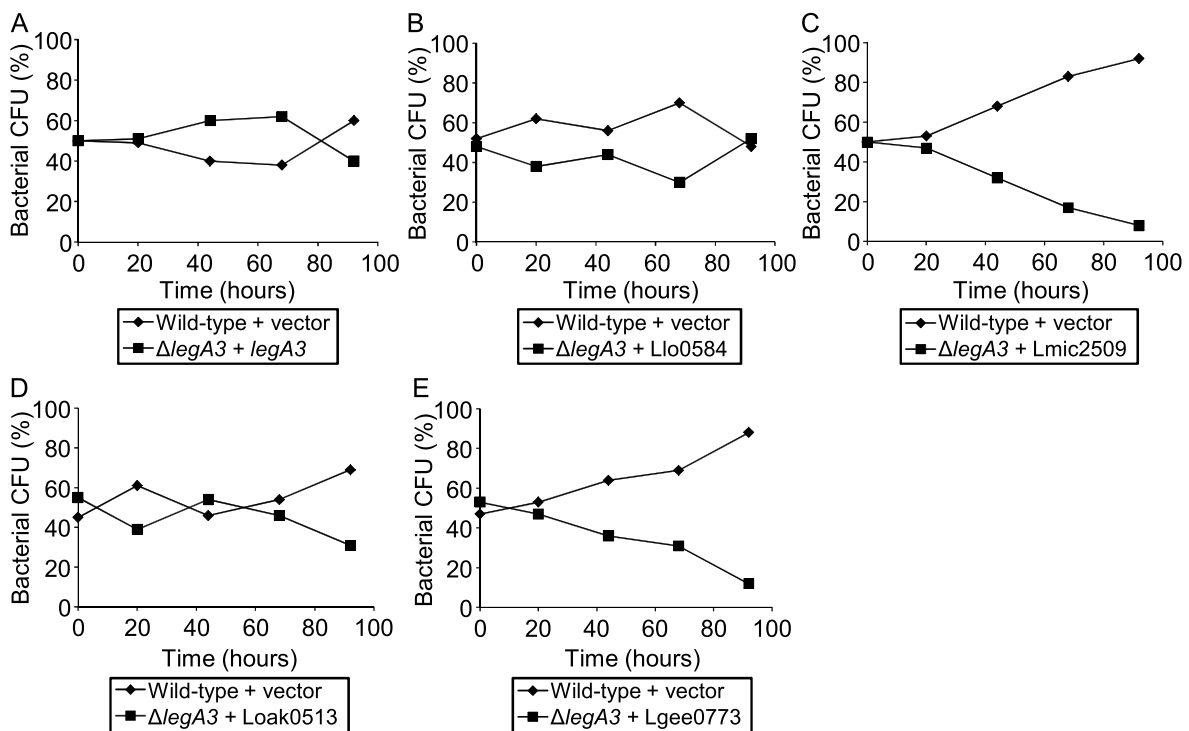 A
Bacterial CFU (%)
100
80
60
40
20
0
0 20 40 60 80 100
Time (hours)
Wild-type + vector
ΔlegA3 + legA3
B
Bacterial CFU (%)
100
80
60
40
20
0
0 20 40 60 80 100
Time (hours)
Wild-type + vector
ΔlegA3 + Llo0584
C
Bacterial CFU (%)
100
80
60
40
20
0
0 20 40 60 80 100
Time (hours)
Wild-type + vector
ΔlegA3 + Lmic2509
D
Bacterial CFU (%)
100
80
60
40
20
0
0 20 40 60 80 100
Time (hours)
Wild-type + vector
ΔlegA3 + Loak0513
E
Bacterial CFU (%)
100
80
60
40
20
0
0 20 40 60 80 100
Time (hours)
Wild-type + vector
ΔlegA3 + Lgee0773